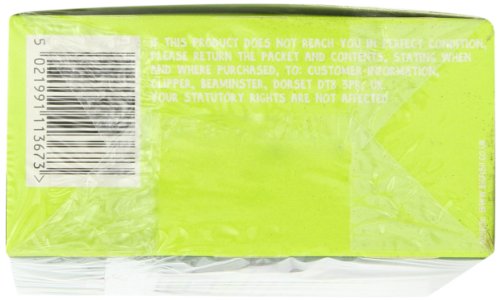 IF THIS PRODUCT DOES NOT REACH YOU IN PERFECT CONDITION,
PLEASE RETURN THE PACKET AND CONTENTS, STATING WHEN
AND WHERE PURCHASED, TO: CUSTOMER INFORMATION,
CLIPPER, BEAMINSTER, DORSET DT8 3PR, UK.
YOUR STATUTORY RIGHTS ARE NOT AFFECTED.
5 021991 113673 >